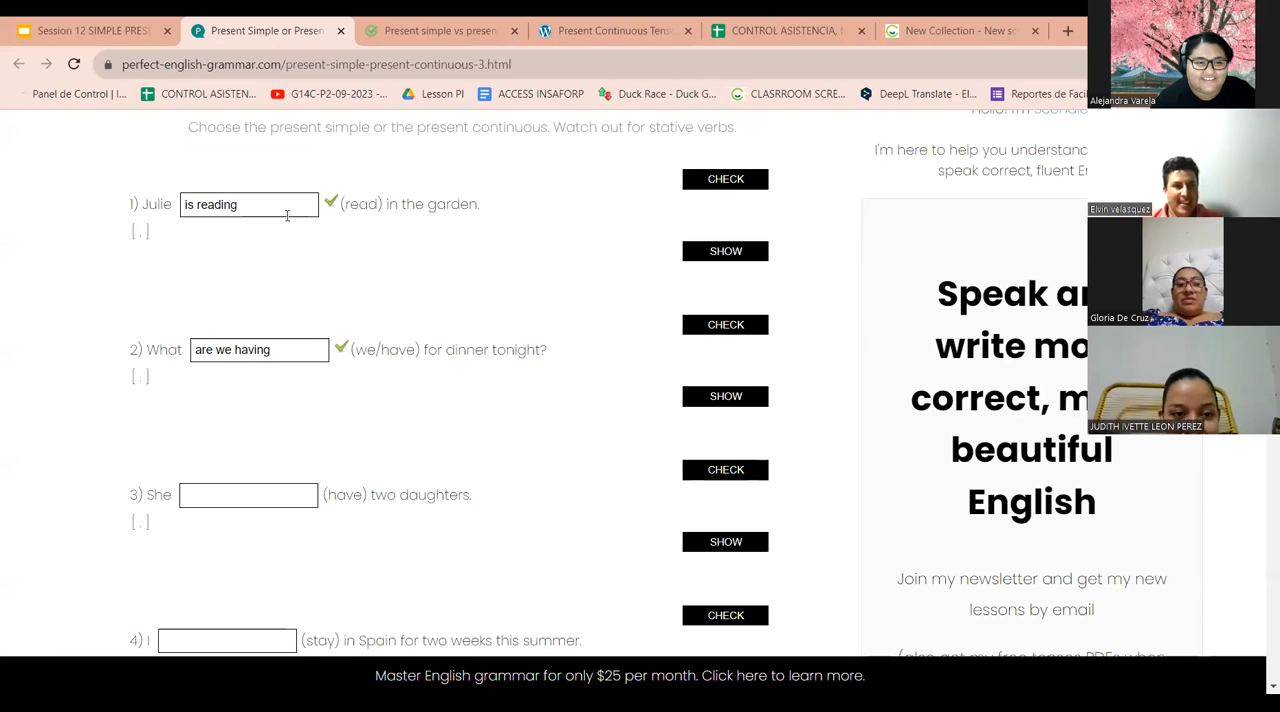 Session 12 SIMPLE PRESE
Present Simple or Presen
Present simple vs presen
Present Continuous Tens
CONTROL ASISTENCIA,
New Collection - New s
perfect-english-grammar.com/present-simple-present-continuous-3.html
Panel de Control | I...
CONTROL ASISTEN...
G14C-P2-09-2023 -...
Lesson Pl
ACCESS INSAFORP
Duck Race - Duck G...
CLASRROOM SCRE...
DeepL Translate - El...
Reportes de Facil
Alejandra Varela
Choose the present simple or the present continuous. Watch out for stative verbs.
I'm here to help you understand
speak correct, fluent En
CHECK
1) Julie is reading (read) in the garden.
[ . ]
SHOW
Elvin velasquez
CHECK
2) What are we having (we/have) for dinner tonight?
[ . ]
SHOW
Gloria De Cruz
CHECK
3) She (have) two daughters.
[ . ]
SHOW
JUDITH IVETTE LEON PEREZ
CHECK
4) I (stay) in Spain for two weeks this summer.
Speak an
write mo
correct, m
beautiful
English
Join my newsletter and get my new
lessons by email
Master English grammar for only $25 per month. Click here to learn more.